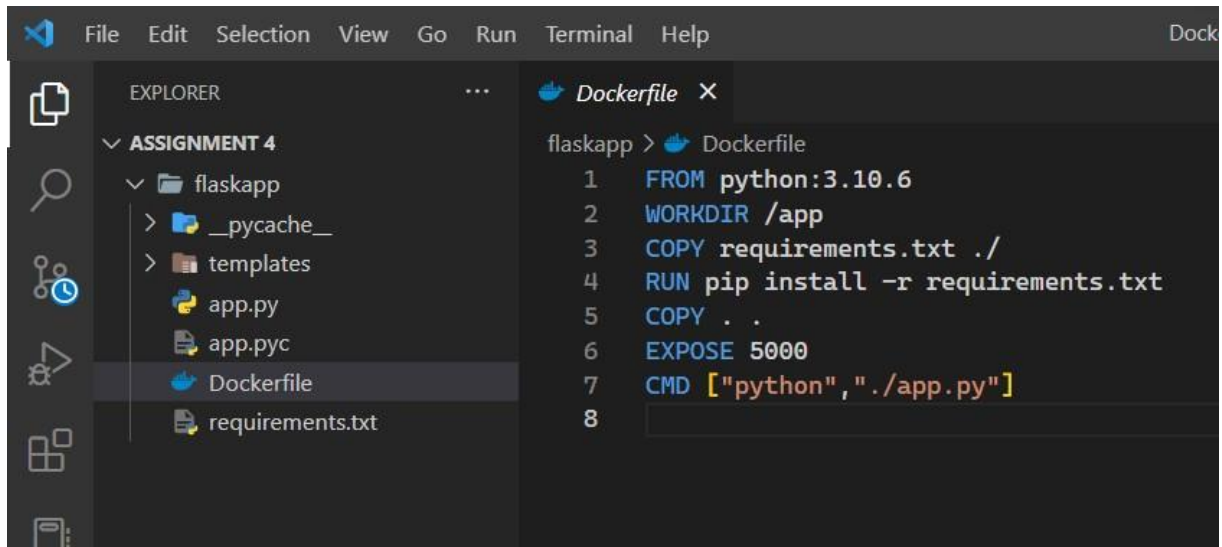 File Edit Selection View Go Run Terminal Help
EXPLORER ...
ASSIGNMENT 4
flaskapp
__pycache__
templates
app.py
app.pyc
Dockerfile
requirements.txt
Dockerfile
flaskapp > Dockerfile
1 FROM python:3.10.6
2 WORKDIR /app
3 COPY requirements.txt ./
4 RUN pip install -r requirements.txt
5 COPY . .
6 EXPOSE 5000
7 CMD ["python","./app.py"]
8